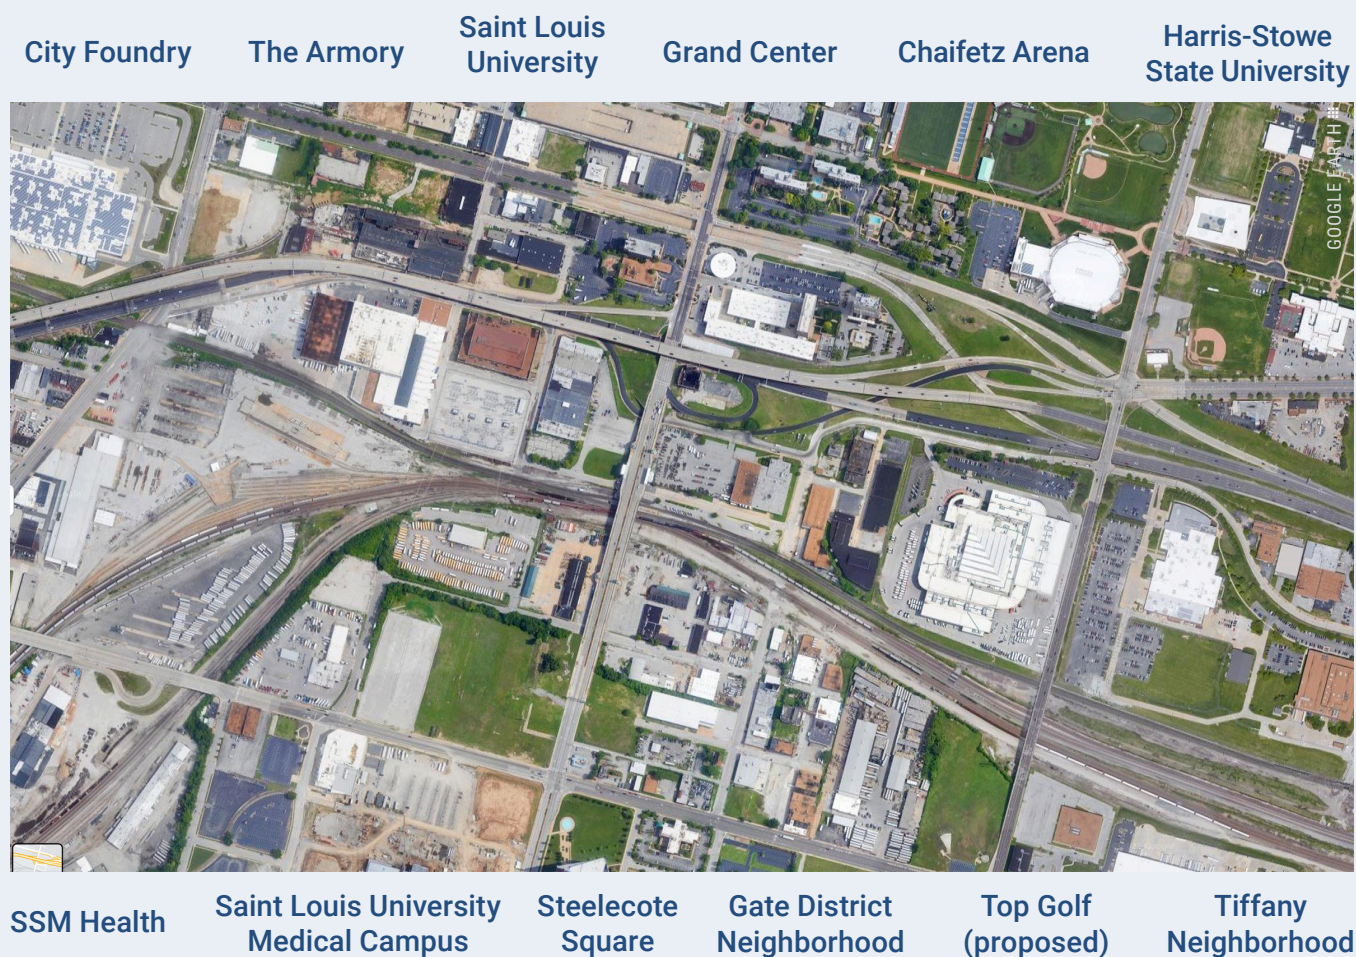 City Foundry
The Armory
Saint Louis
University
Grand Center
Chaifetz Arena
Harris-Stowe
State University
GOOGLE EARTH
SSM Health
Saint Louis University
Medical Campus
Steelecote
Square
Gate District
Neighborhood
Top Golf
(proposed)
Tiffany
Neighborhood